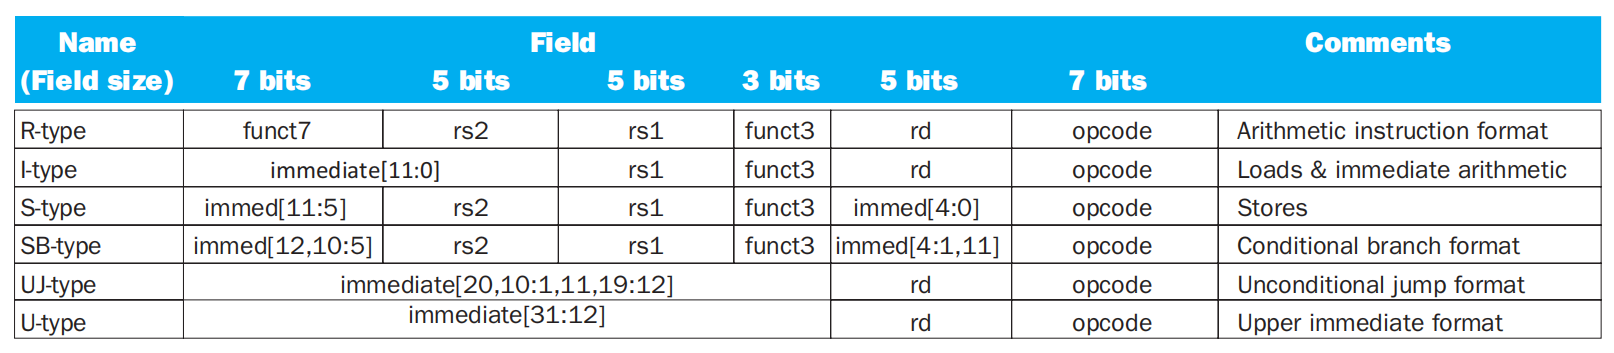 Name Field Comments
(Field size) 7 bits 5 bits 5 bits 3 bits 5 bits 7 bits
R-type funct7 rs2 rs1 funct3 rd opcode Arithmetic instruction format
I-type immediate[11:0] rs1 funct3 rd opcode Loads & immediate arithmetic
S-type immed[11:5] rs2 rs1 funct3 immed[4:0] opcode Stores
SB-type immed[12,10:5] rs2 rs1 funct3 immed[4:1,11] opcode Conditional branch format
UJ-type immediate[20,10:1,11,19:12] rd opcode Unconditional jump format
U-type immediate[31:12] rd opcode Upper immediate format